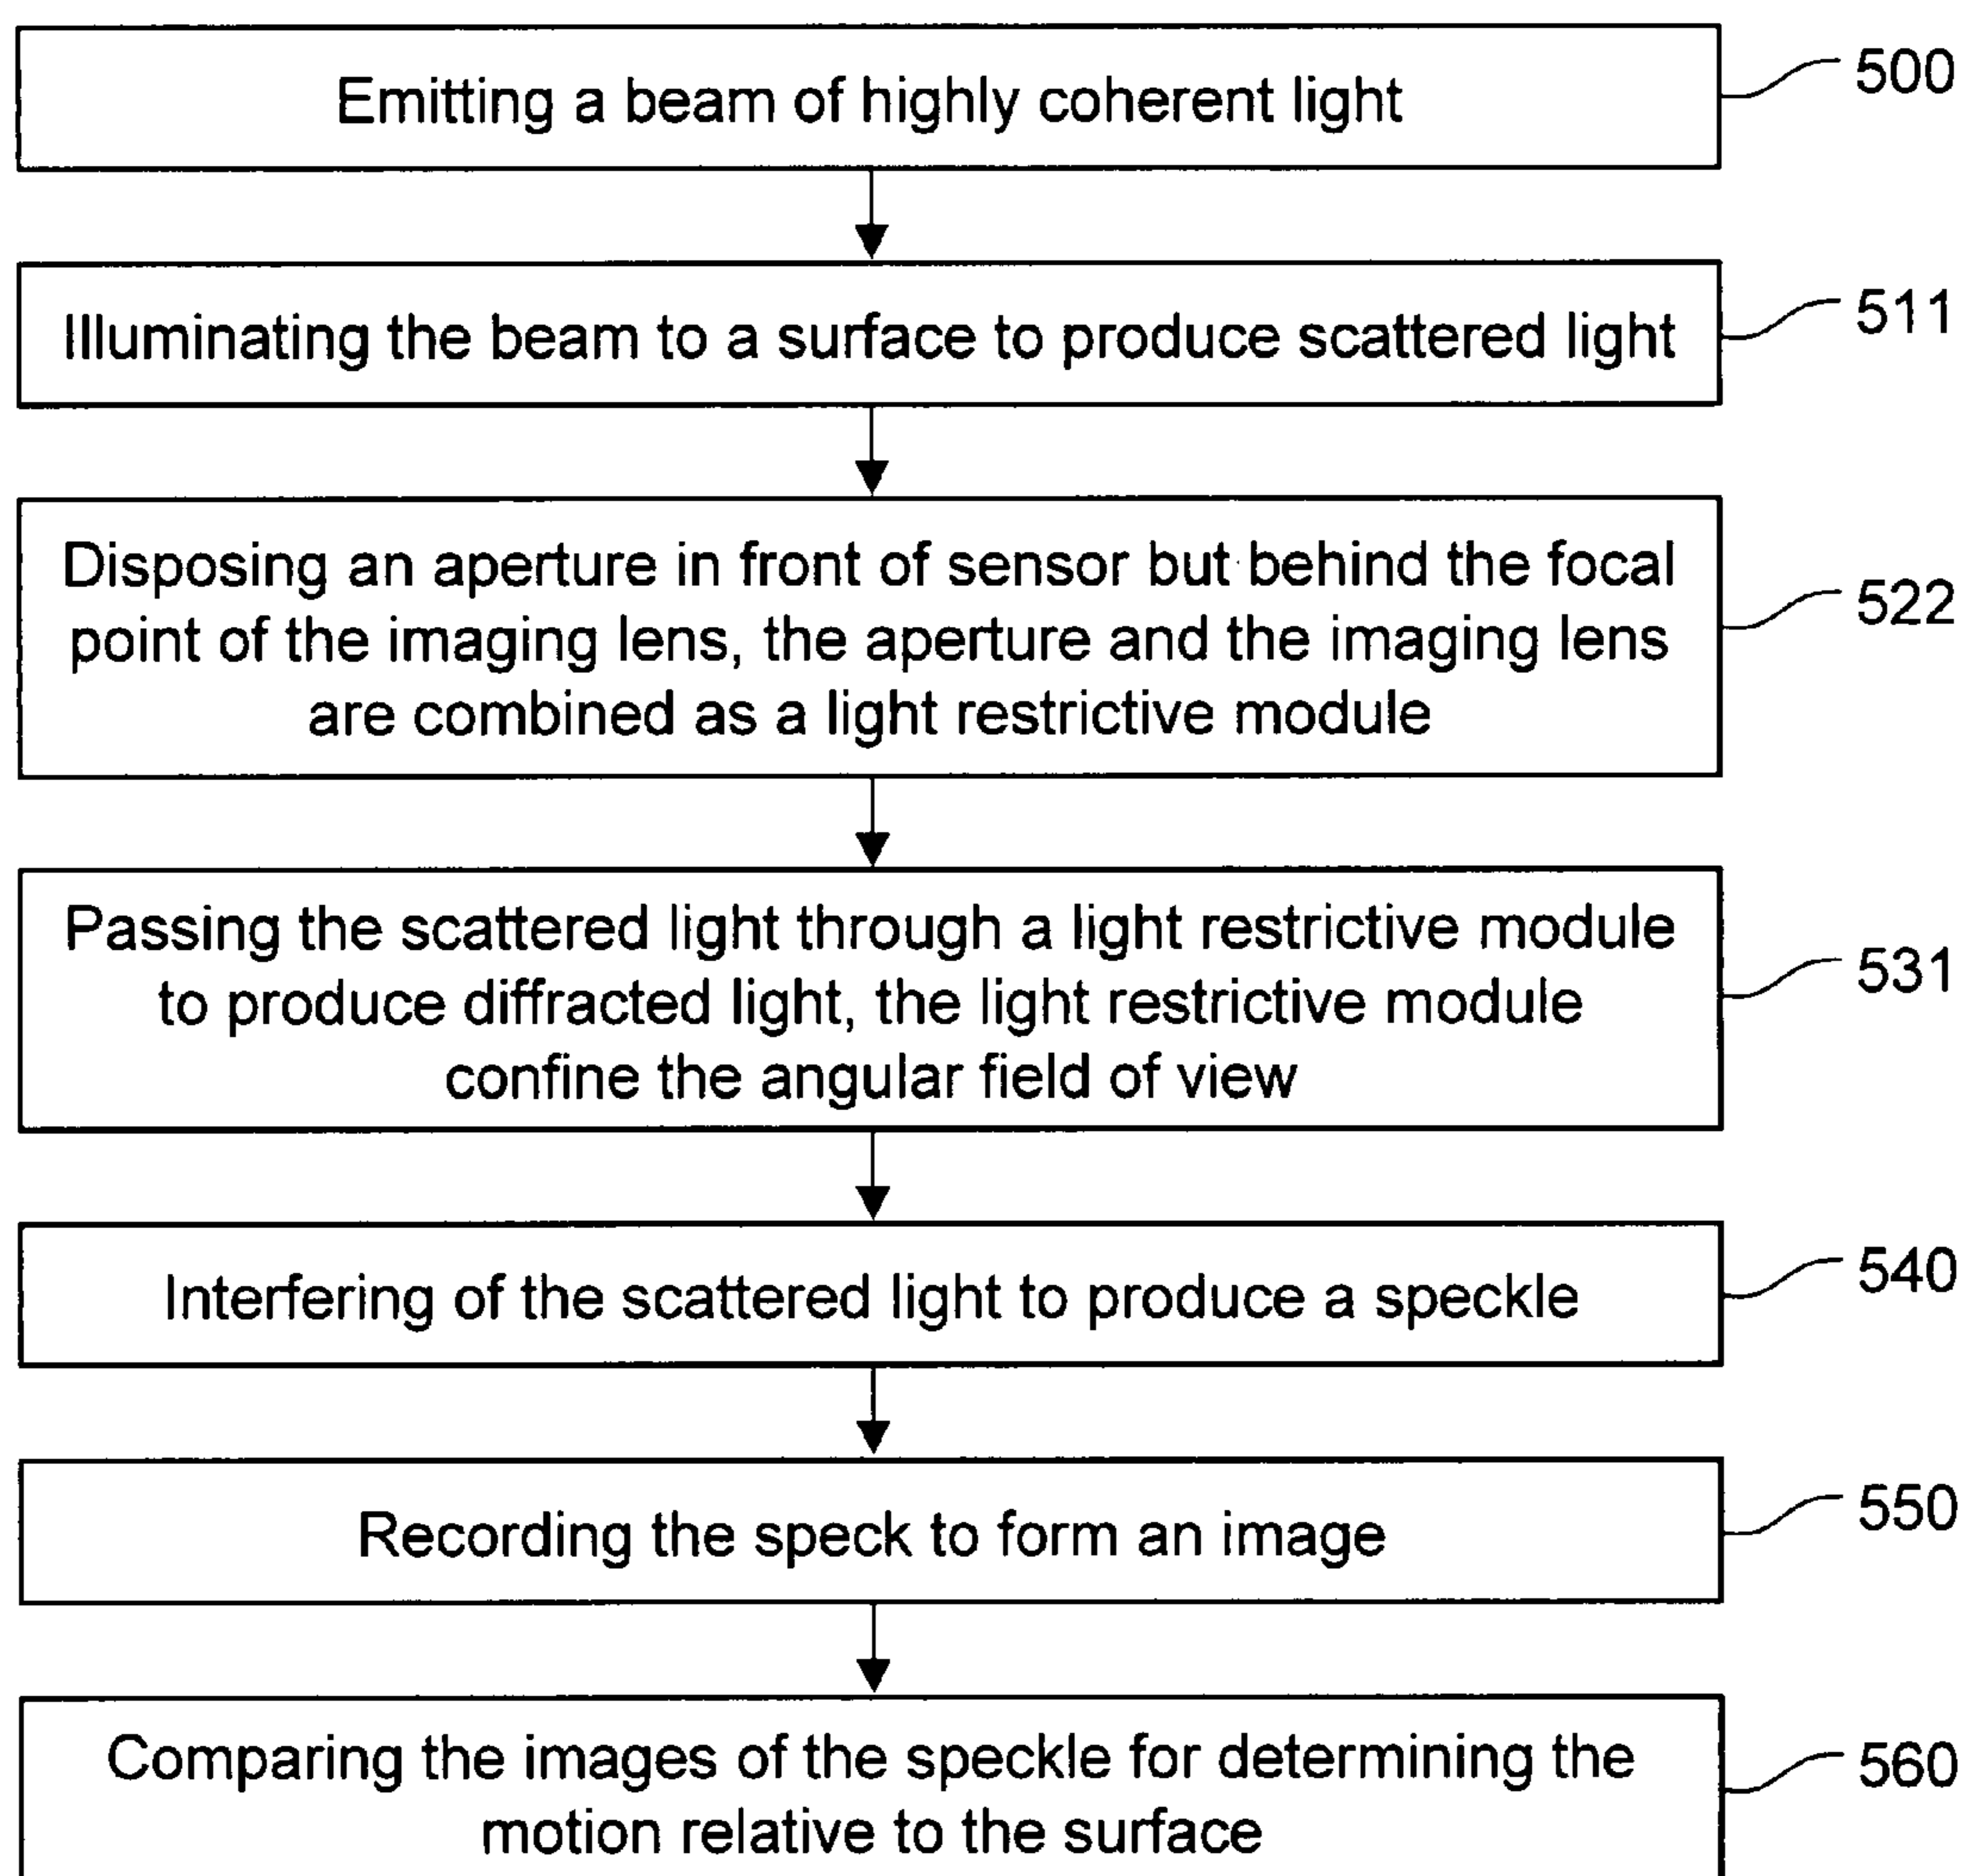 Emitting a beam of highly coherent light
500
Illuminating the beam to a surface to produce scattered light
511
Disposing an aperture in front of sensor but behind the focal
point of the imaging lens, the aperture and the imaging lens
are combined as a light restrictive module
522
Passing the scattered light through a light restrictive module
to produce diffracted light, the light restrictive module
confine the angular field of view
531
Interfering of the scattered light to produce a speckle
540
Recording the speck to form an image
550
Comparing the images of the speckle for determining the
motion relative to the surface
560